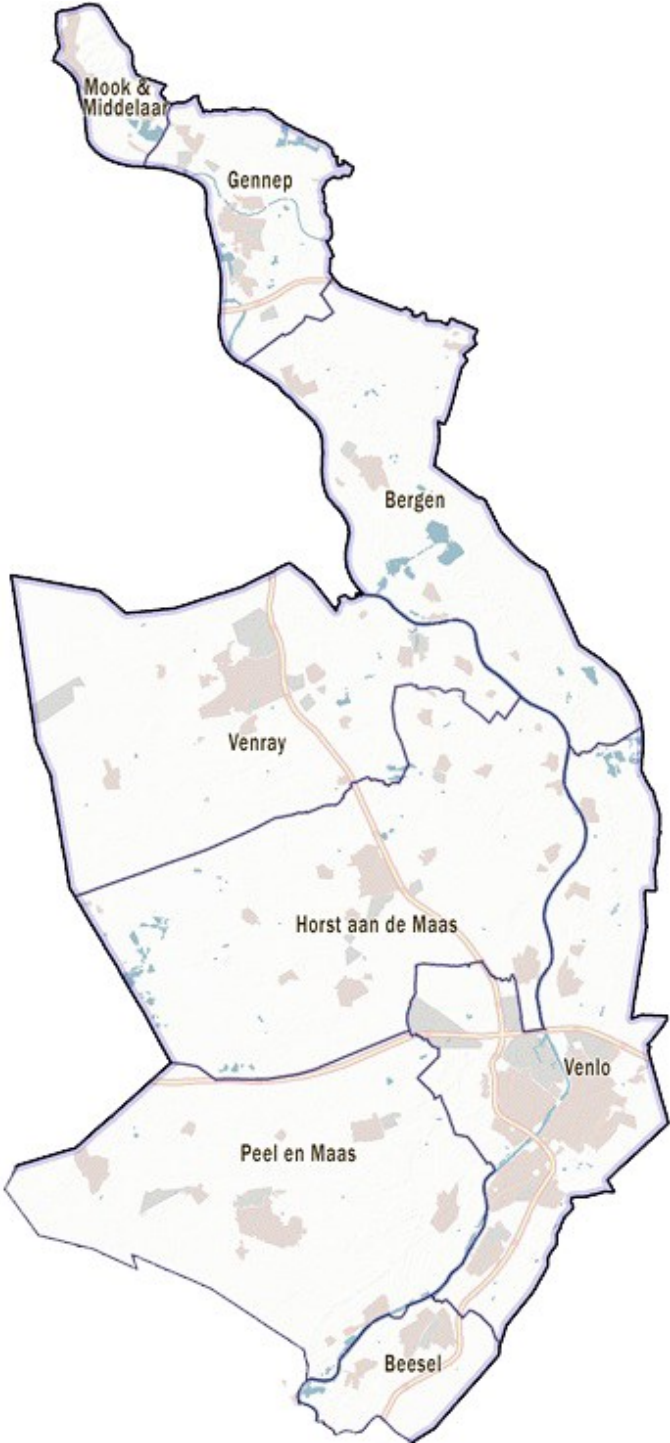 Mook &
Middelaar
Gennep
Bergen
Venray
Horst aan de Maas
Venlo
Peel en Maas
Beesel